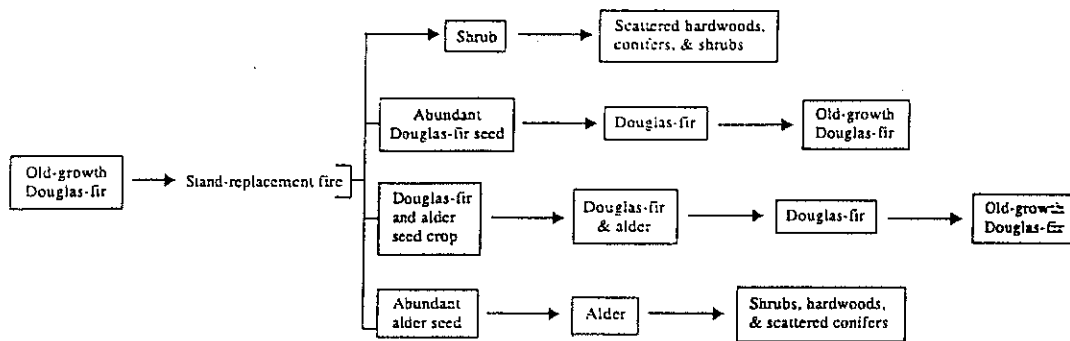 Shrub
Scattered hardwoods,
conifers, & shrubs
Abundant
Douglas-fir seed
Douglas-fir
Old-growth
Douglas-fir
Old-growth
Douglas-fir
Stand-replacement fire
Douglas-fir
and alder
seed crop
Douglas-fir
& alder
Douglas-fir
Old-growth
Douglas-fir
Abundant
alder seed
Alder
Shrubs, hardwoods,
& scattered conifers